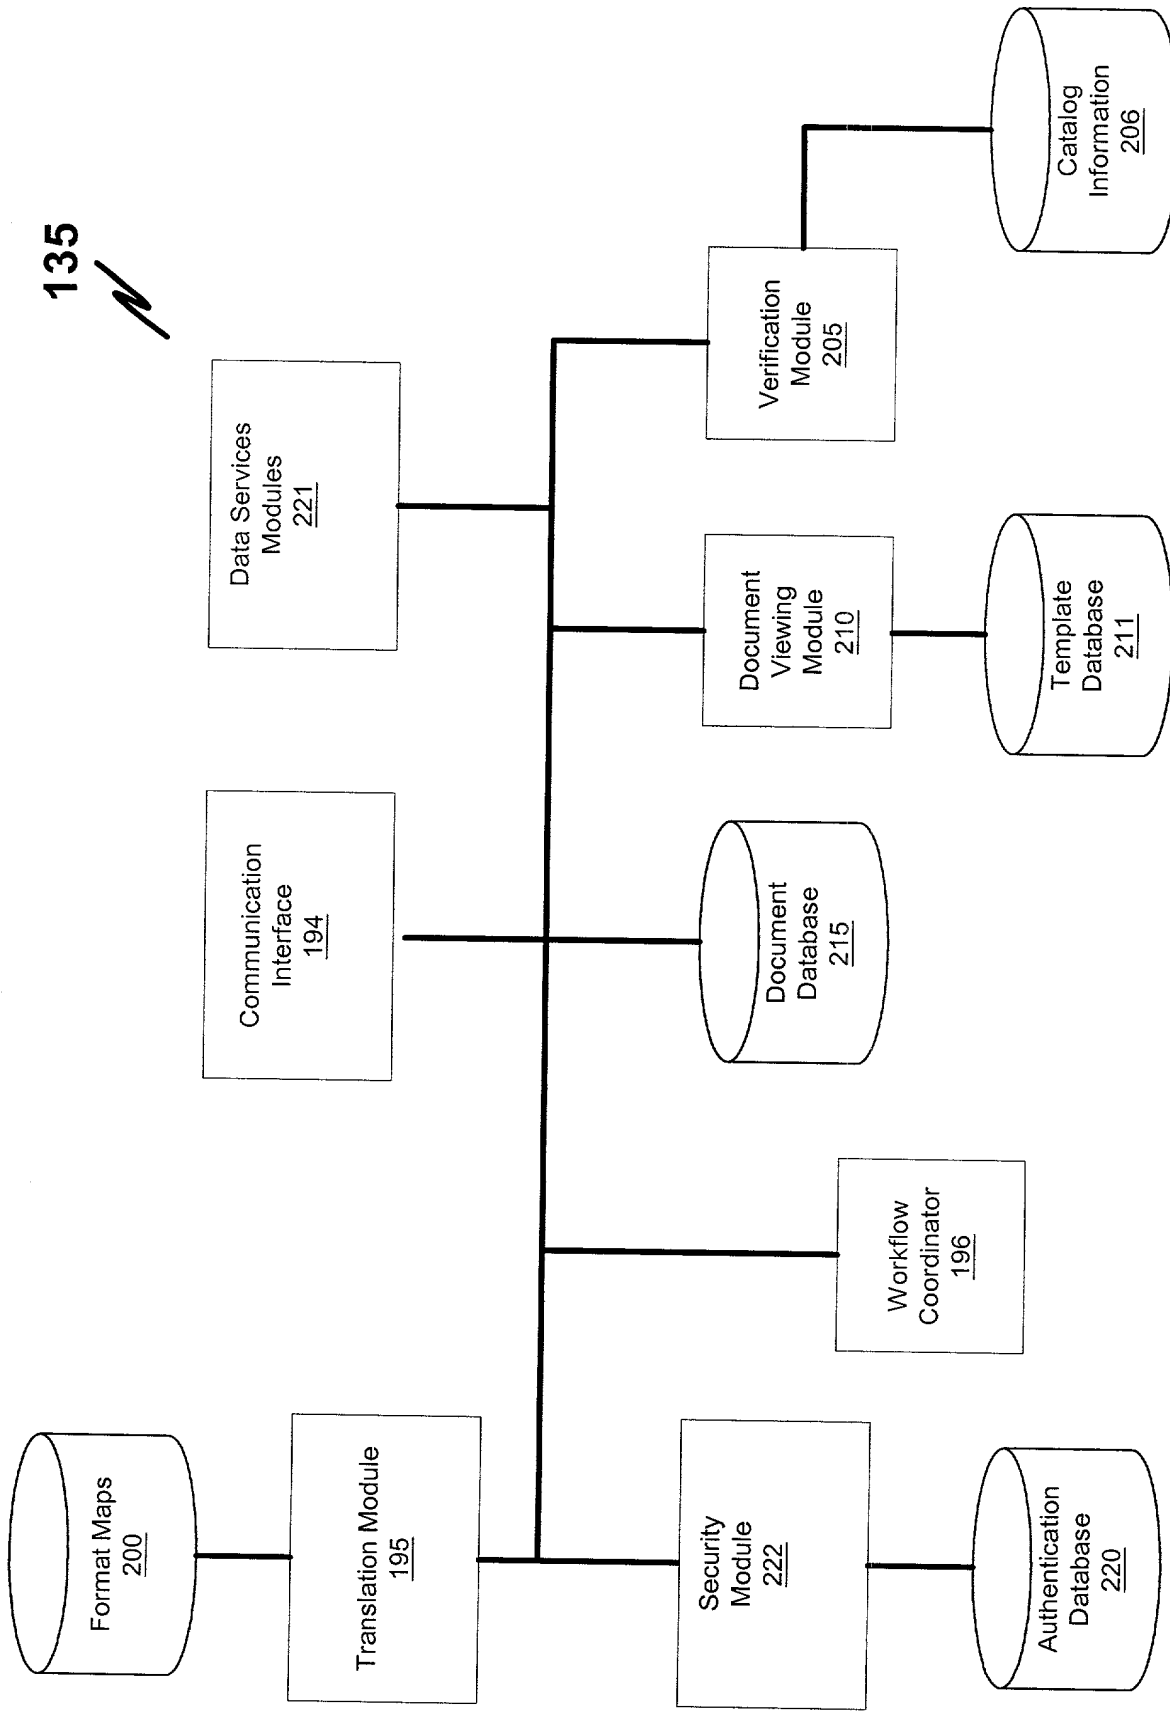 135
Format Maps
200
Translation Module
195
Communication
Interface
194
Data Services
Modules
221
Security
Module
222
Authentication
Database
220
Workflow
Coordinator
196
Document
Database
215
Document
Viewing
Module
210
Template
Database
211
Verification
Module
205
Catalog
Information
206